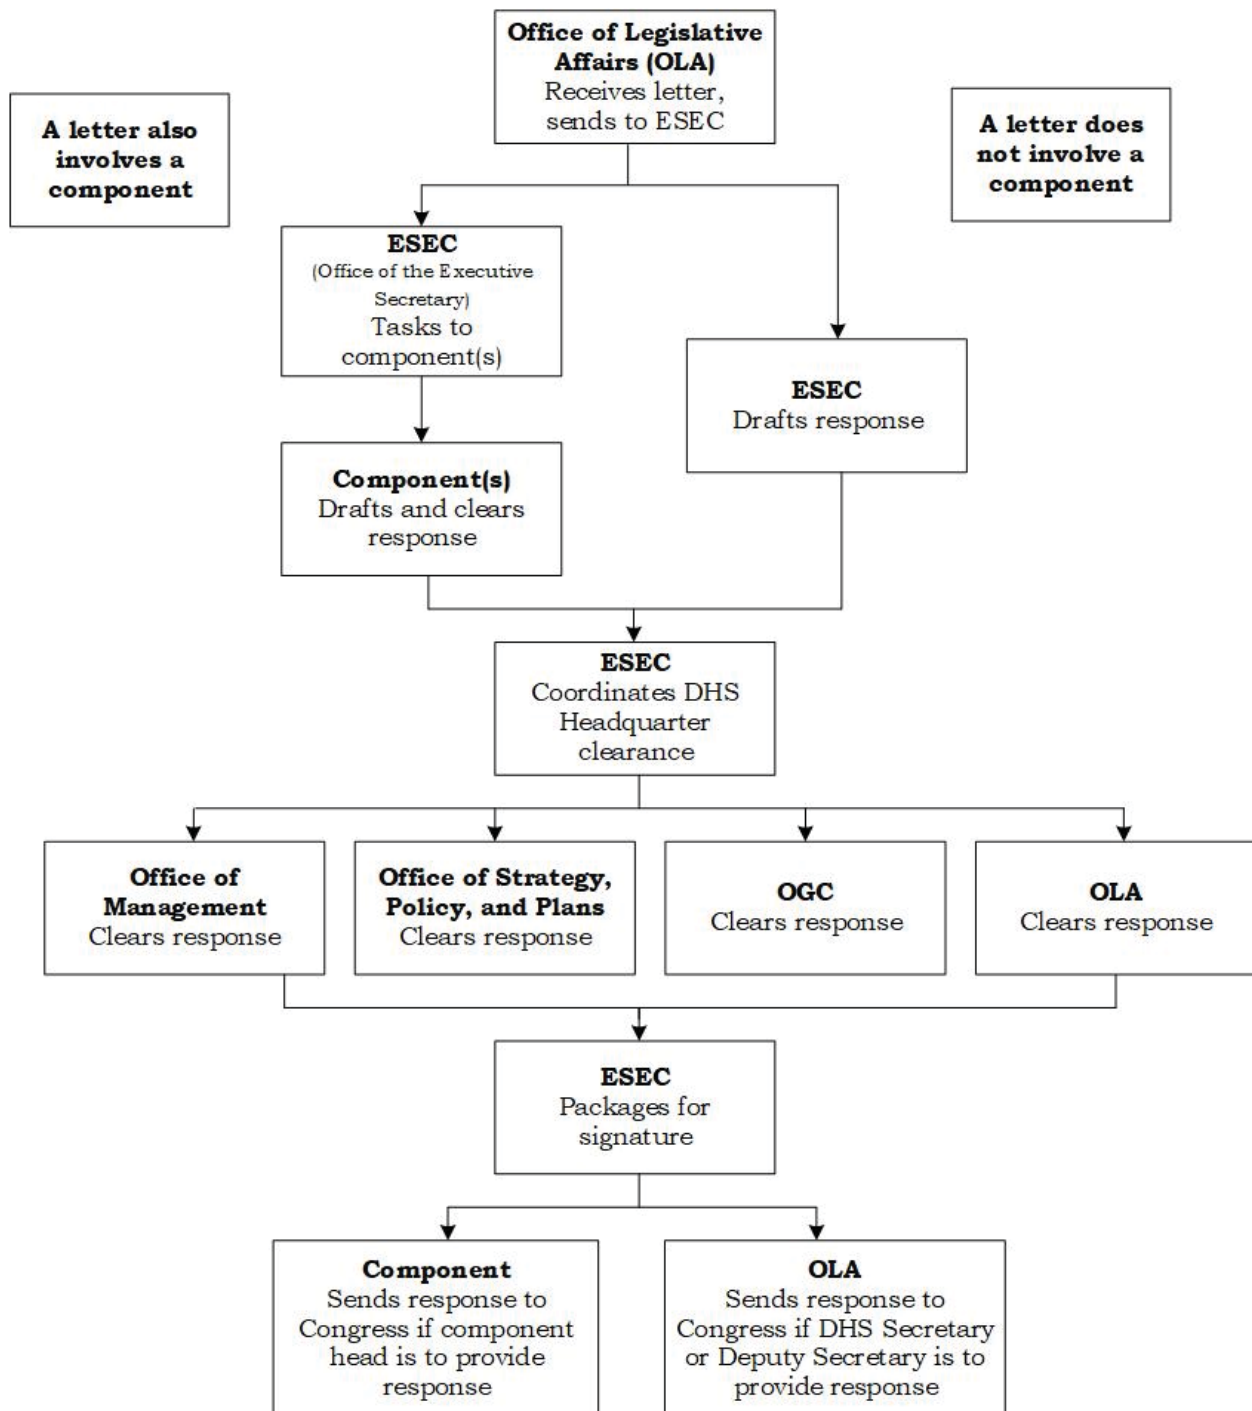 Office of Legislative
Affairs (OLA)
Receives letter,
sends to ESEC
A letter also
involves a
component
A letter does
not involve a
component
ESEC
(Office of the Executive
Secretary)
Tasks to
component(s)
ESEC
Drafts response
Component(s)
Drafts and clears
response
ESEC
Coordinates DHS
Headquarter
clearance
Office of
Management
Clears response
Office of Strategy,
Policy, and Plans
Clears response
OGC
Clears response
OLA
Clears response
ESEC
Packages for
signature
Component
Sends response to
Congress if component
head is to provide
response
OLA
Sends response to
Congress if DHS Secretary
or Deputy Secretary is to
provide response